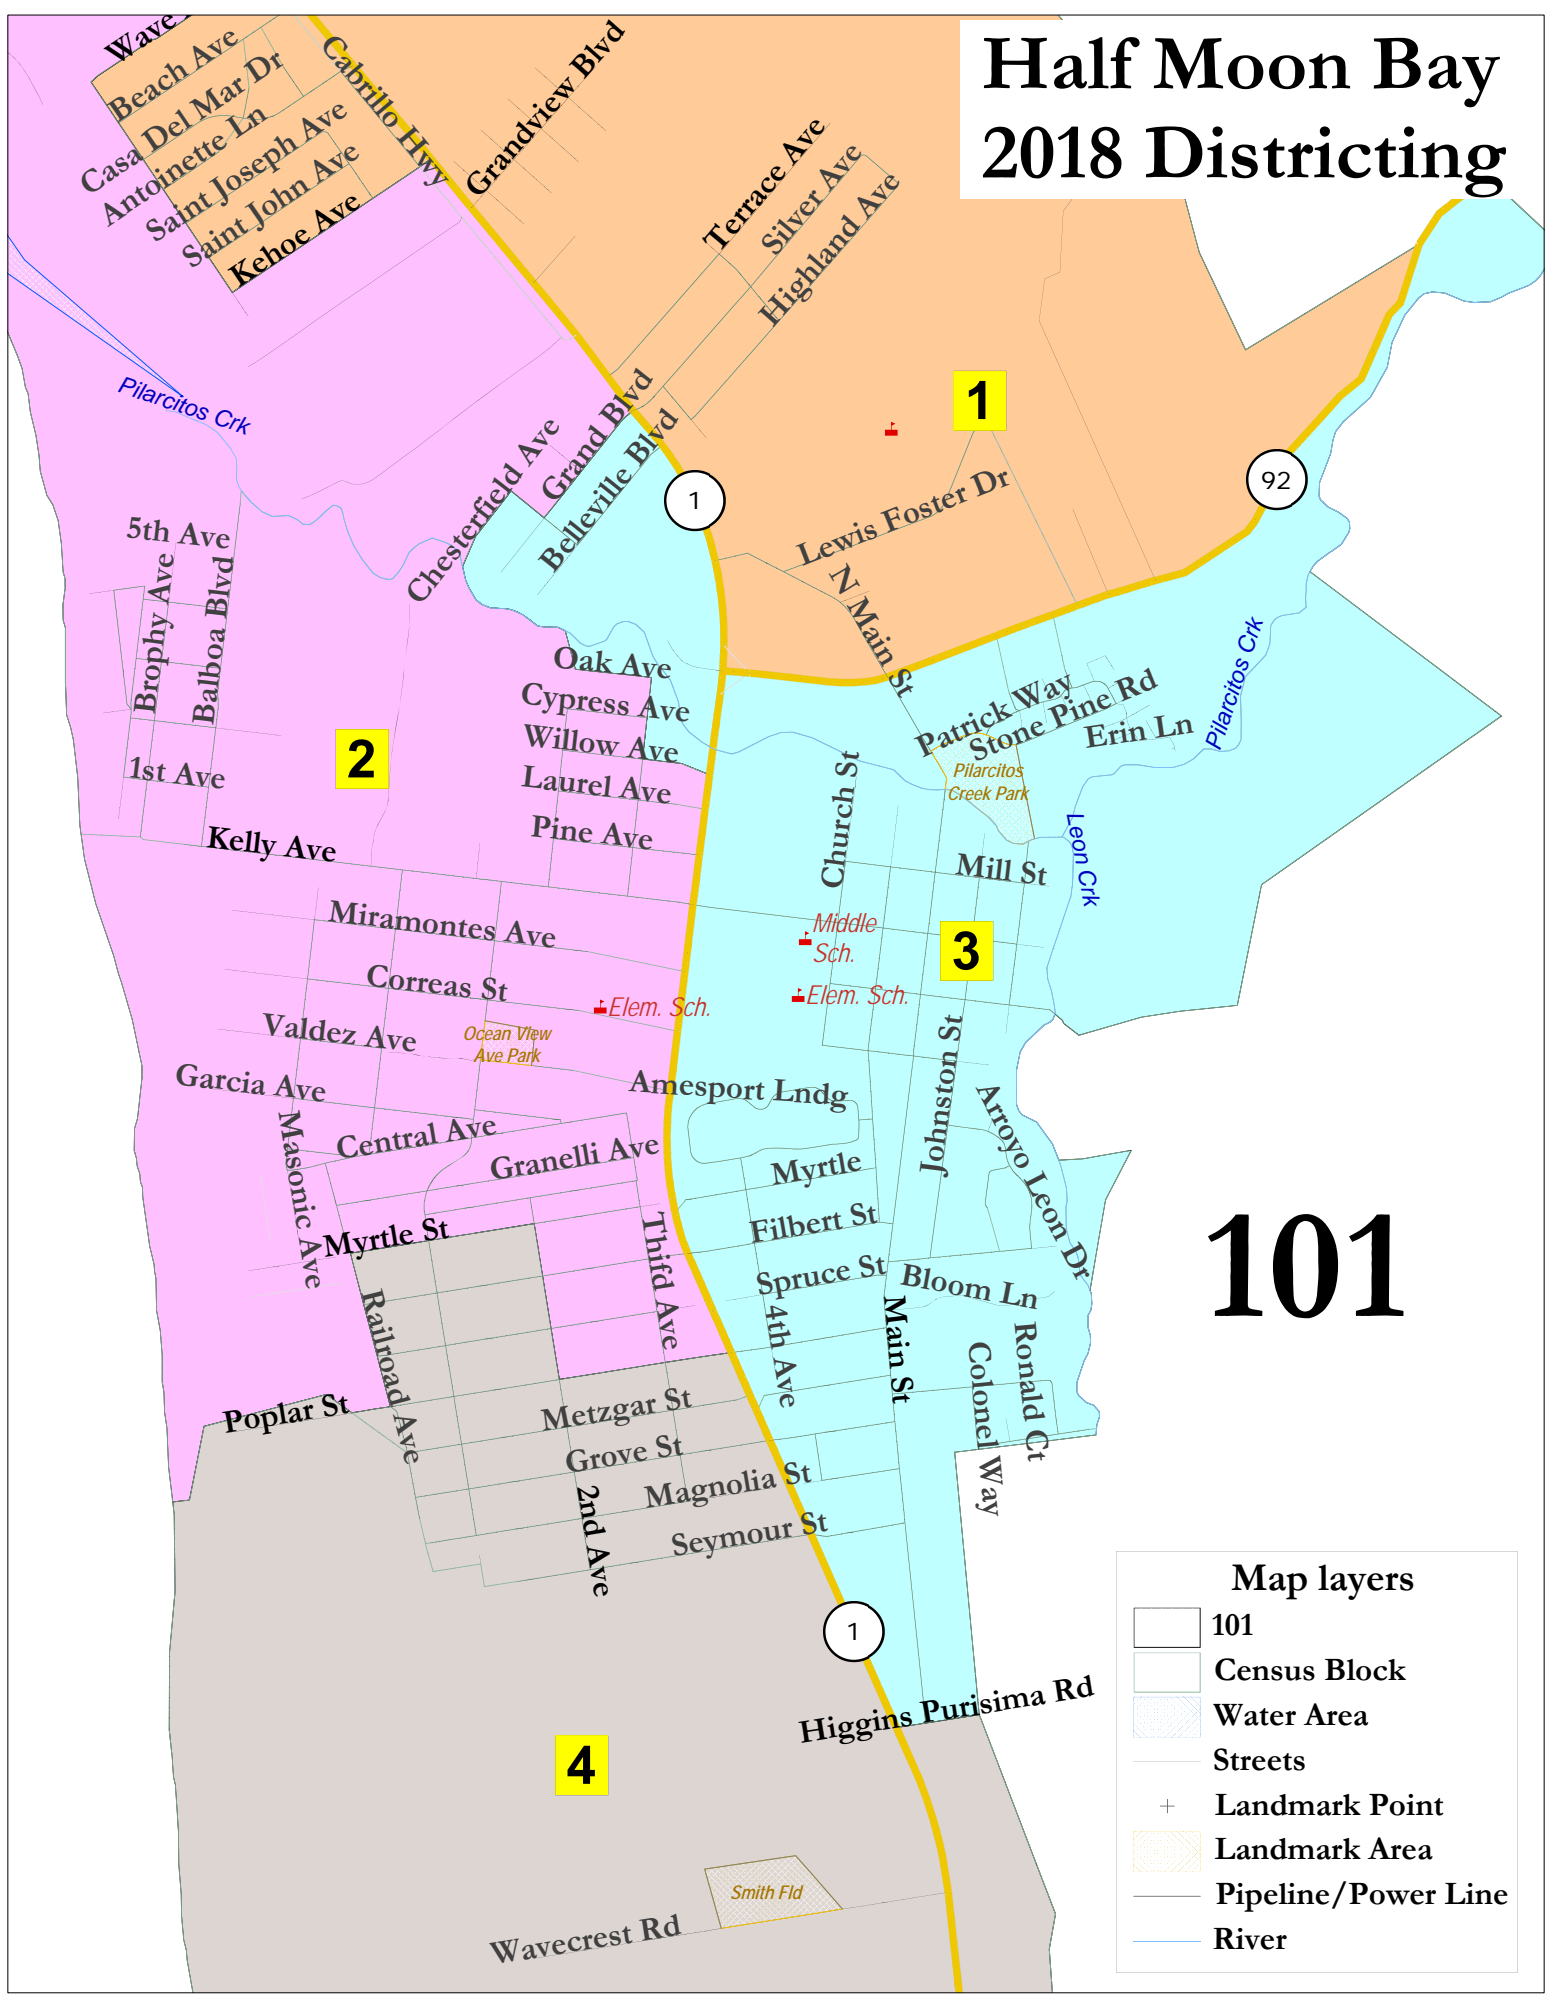 Half Moon Bay
2018 Districting
Beach Ave
Casa Del Mar Dr
Antoinette Ln
Saint Joseph Ave
Saint John Ave
Kehoe Ave
Cabrillo Hwy
Grandview Blvd
Terrace Ave
Silver Ave
Highland Ave
Pilarcitos Crk
Chesterfield Ave
Grand Blvd
Belleville Blvd
1
1
Lewis Foster Dr
92
N Main St
5th Ave
Brophy Ave
Balboa Blvd
1st Ave
2
Oak Ave
Cypress Ave
Willow Ave
Laurel Ave
Pine Ave
Patrick Way
Stone Pine Rd
Erin Ln
Pilarcitos Crk
Pilarcitos
Creek Park
Leon Crk
Church St
Mill St
Kelly Ave
Miramontes Ave
Correas St
Valdez Ave
Garcia Ave
Ocean View
Ave Park
Elem. Sch.
Middle
Sch.
Elem. Sch.
3
Johnston St
Arroyo Leon Dr
Amesport Lndg
Masonic Ave
Central Ave
Granelli Ave
Myrtle St
Myrtle
Filbert St
Spruce St
Thifd Ave
4th Ave
Main St
Bloom Ln
Ronald Ct
Colonel Way
101
Railroad Ave
Poplar St
Metzgar St
Grove St
Magnolia St
Seymour St
2nd Ave
1
Higgins Purisima Rd
4
Smith Fld
Wavecrest Rd
Map layers
101
Census Block
Water Area
Streets
Landmark Point
Landmark Area
Pipeline/Power Line
River